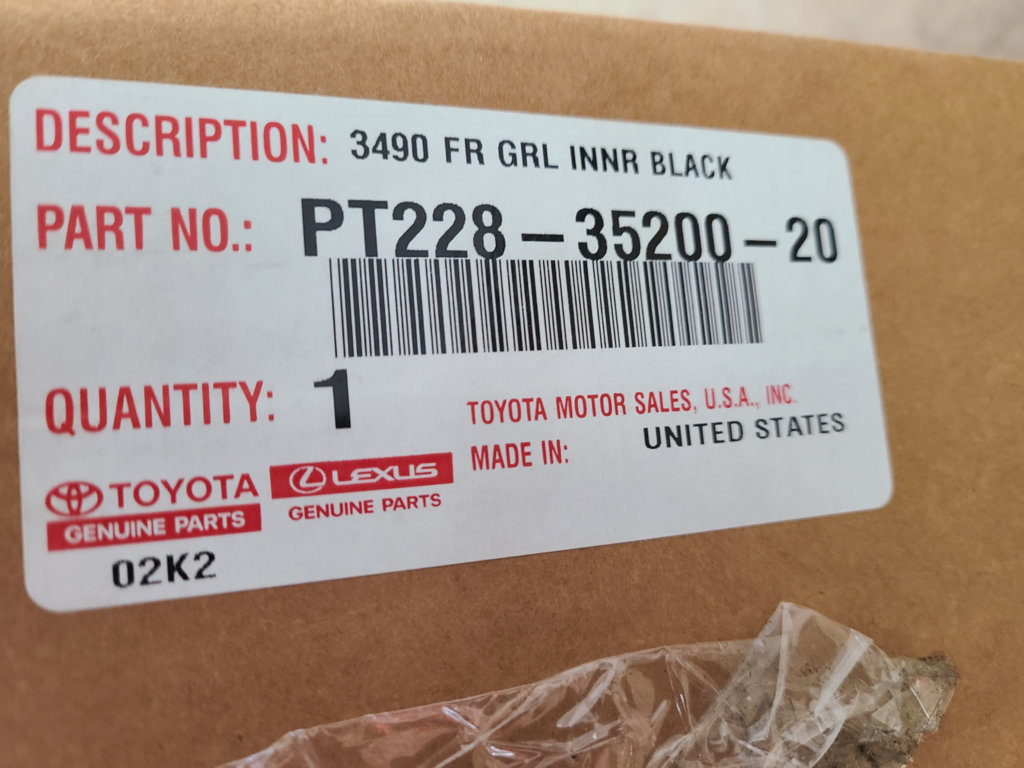 DESCRIPTION: 3490 FR GRL INNR BLACK
PART NO.: PT228-35200-20
QUANTITY: 1
TOYOTA MOTOR SALES, U.S.A., INC.
MADE IN: UNITED STATES
TOYOTA
GENUINE PARTS
LEXUS
GENUINE PARTS
02K2